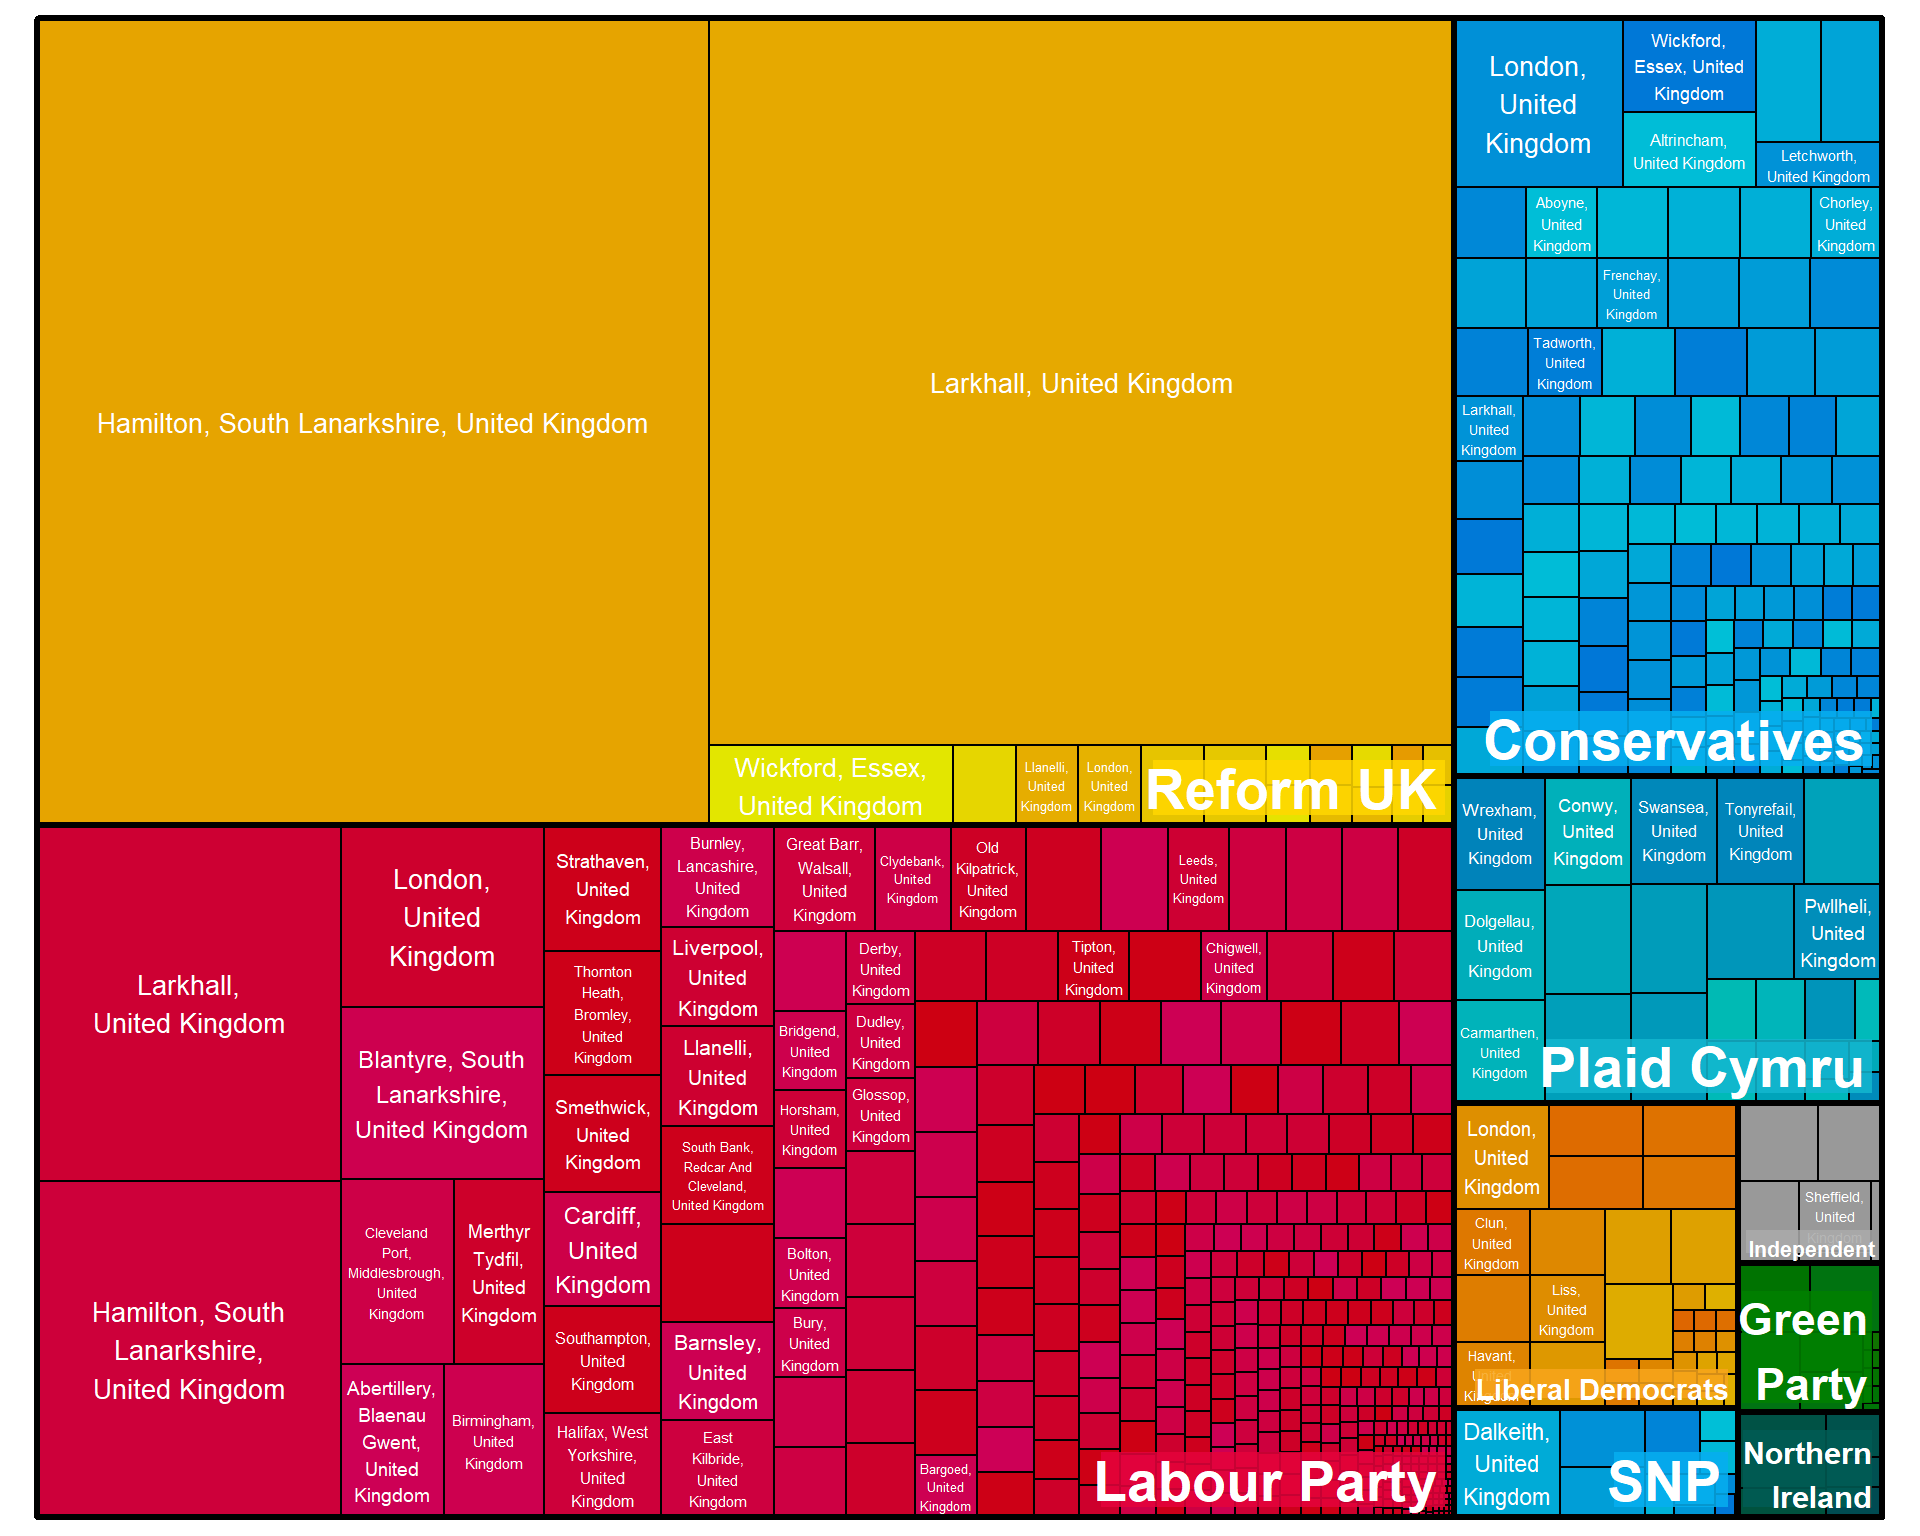 Hamilton, South Lanarkshire, United Kingdom
Larkhall, United Kingdom
Wickford, Essex,
United Kingdom
Llanelli,
United
Kingdom
London,
United
Kingdom
Reform UK
London,
United
Kingdom
Wickford,
Essex, United
Kingdom
Altrincham,
United Kingdom
Letchworth,
United Kingdom
Aboyne,
United
Kingdom
Chorley,
United
Kingdom
Frenchay,
United
Kingdom
Tadworth,
United
Kingdom
Larkhall,
United
Kingdom
Conservatives
Larkhall,
United Kingdom
Hamilton, South
Lanarkshire,
United Kingdom
London,
United
Kingdom
Blantyre, South
Lanarkshire,
United Kingdom
Cleveland
Port,
Middlesbrough,
United
Kingdom
Merthyr
Tydfil,
United
Kingdom
Abertillery,
Blaenau
Gwent,
United
Kingdom
Birmingham,
United
Kingdom
Strathaven,
United
Kingdom
Thornton
Heath,
Bromley,
United
Kingdom
Smethwick,
United
Kingdom
Cardiff,
United
Kingdom
Southampton,
United
Kingdom
Halifax, West
Yorkshire,
United
Kingdom
Burnley,
Lancashire,
United
Kingdom
Liverpool,
United
Kingdom
Llanelli,
United
Kingdom
South Bank,
Redcar And
Cleveland,
United Kingdom
Barnsley,
United
Kingdom
East
Kilbride,
United
Kingdom
Great Barr,
Walsall,
United
Kingdom
Clydebank,
United
Kingdom
Old
Kilpatrick,
United
Kingdom
Leeds,
United
Kingdom
Derby,
United
Kingdom
Tipton,
United
Kingdom
Chigwell,
United
Kingdom
Bridgend,
United
Kingdom
Dudley,
United
Kingdom
Horsham,
United
Kingdom
Glossop,
United
Kingdom
Bolton,
United
Kingdom
Bury,
United
Kingdom
Bargoed,
United
Kingdom
Labour Party
Wrexham,
United
Kingdom
Conwy,
United
Kingdom
Swansea,
United
Kingdom
Tonyrefail,
United
Kingdom
Dolgellau,
United
Kingdom
Pwllheli,
United
Kingdom
Carmarthen,
United
Kingdom
Plaid Cymru
London,
United
Kingdom
Clun,
United
Kingdom
Liss,
United
Kingdom
Havant,
United
Kingdom
Liberal Democrats
Sheffield,
United
Kingdom
Independent
Green
Party
Dalkeith,
United
Kingdom
SNP
Northern
Ireland